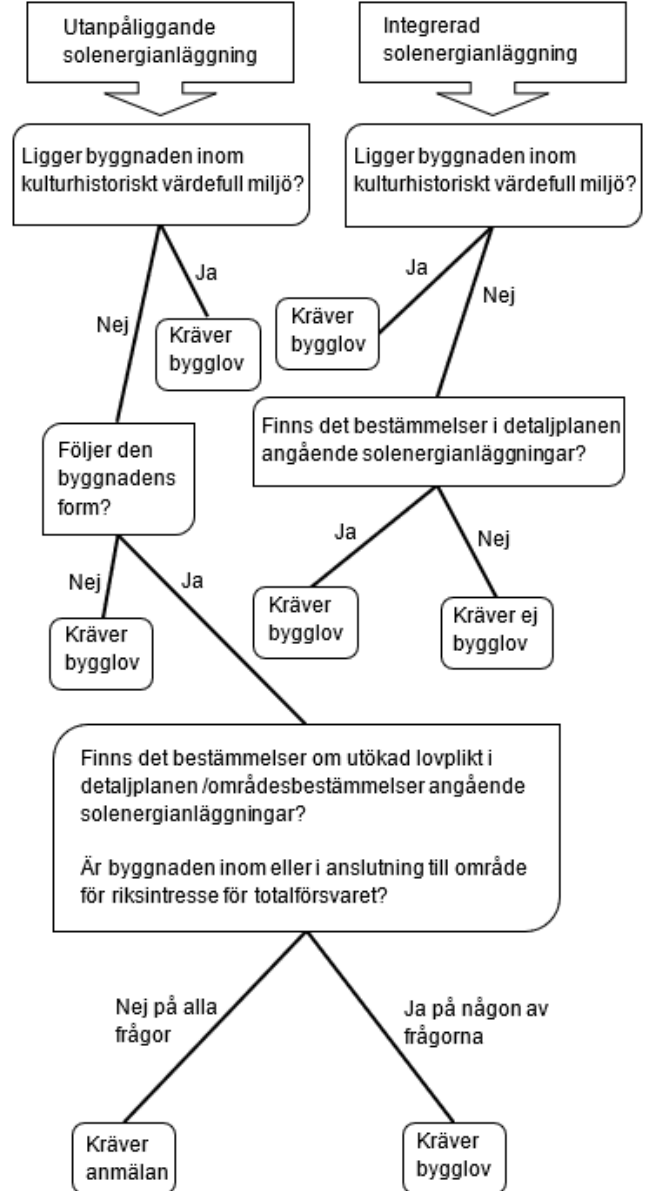 Utanpåliggande
solenergianläggning
Integrerad
solenergianläggning
Ligger byggnaden inom
kulturhistoriskt värdefull miljö?
Ligger byggnaden inom
kulturhistoriskt värdefull miljö?
Ja
Nej
Kräver
bygglov
Ja
Nej
Kräver
bygglov
Följer den
byggnadens
form?
Finns det bestämmelser i detaljplanen
angående solenergianläggningar?
Nej
Ja
Kräver
bygglov
Ja
Nej
Kräver
bygglov
Kräver ej
bygglov
Finns det bestämmelser om utökad lovplikt i
detaljplanen /områdesbestämmelser angående
solenergianläggningar?
Är byggnaden inom eller i anslutning till område
för riksintresse för totalförsvaret?
Nej på alla
frågor
Ja på någon av
frågorna
Kräver
anmälan
Kräver
bygglov